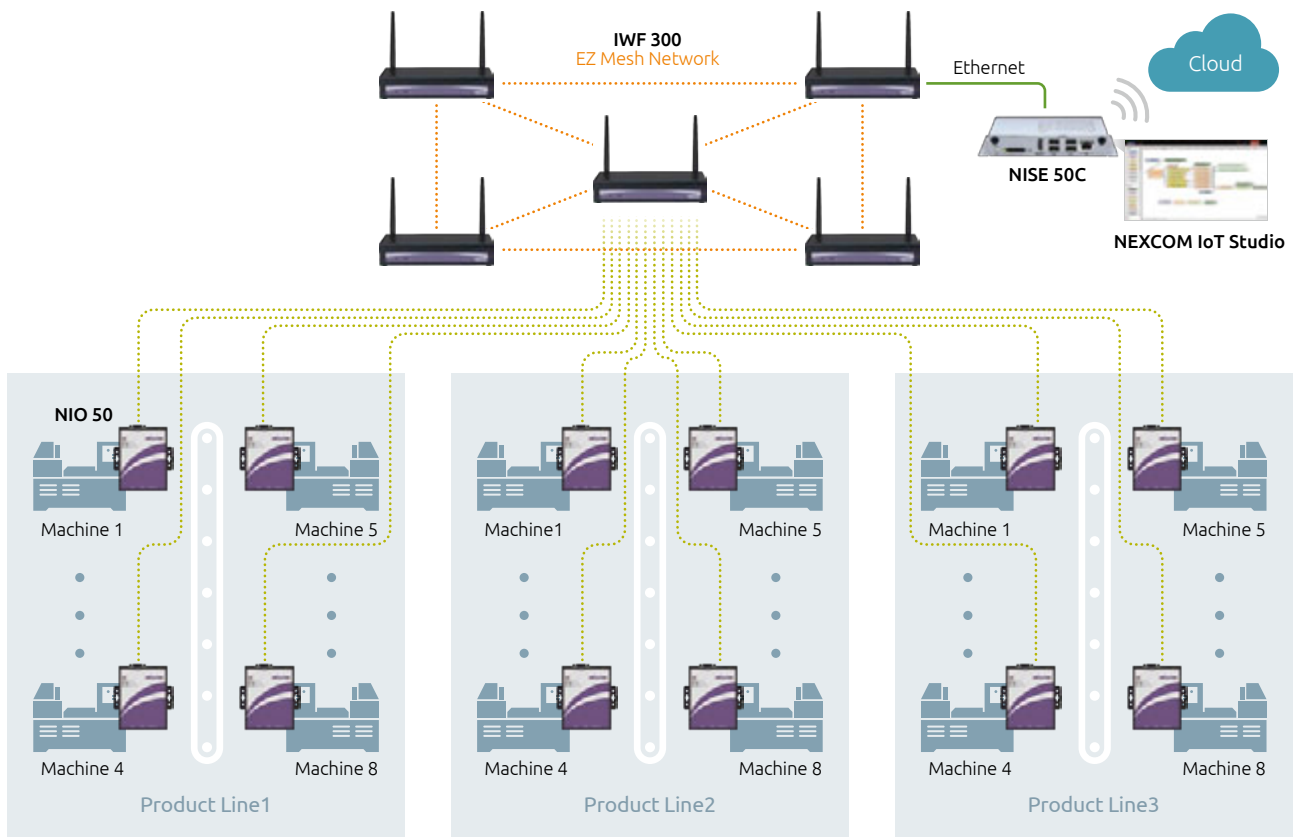 IWF 300
EZ Mesh Network
Ethernet
Cloud
NISE 50C
NEXCOM IoT Studio
NIO 50
Machine 1
Machine 5
Machine1
Machine 5
Machine 1
Machine 5
Machine 4
Machine 8
Machine 4
Machine 8
Machine 4
Machine 8
Product Line1
Product Line2
Product Line3